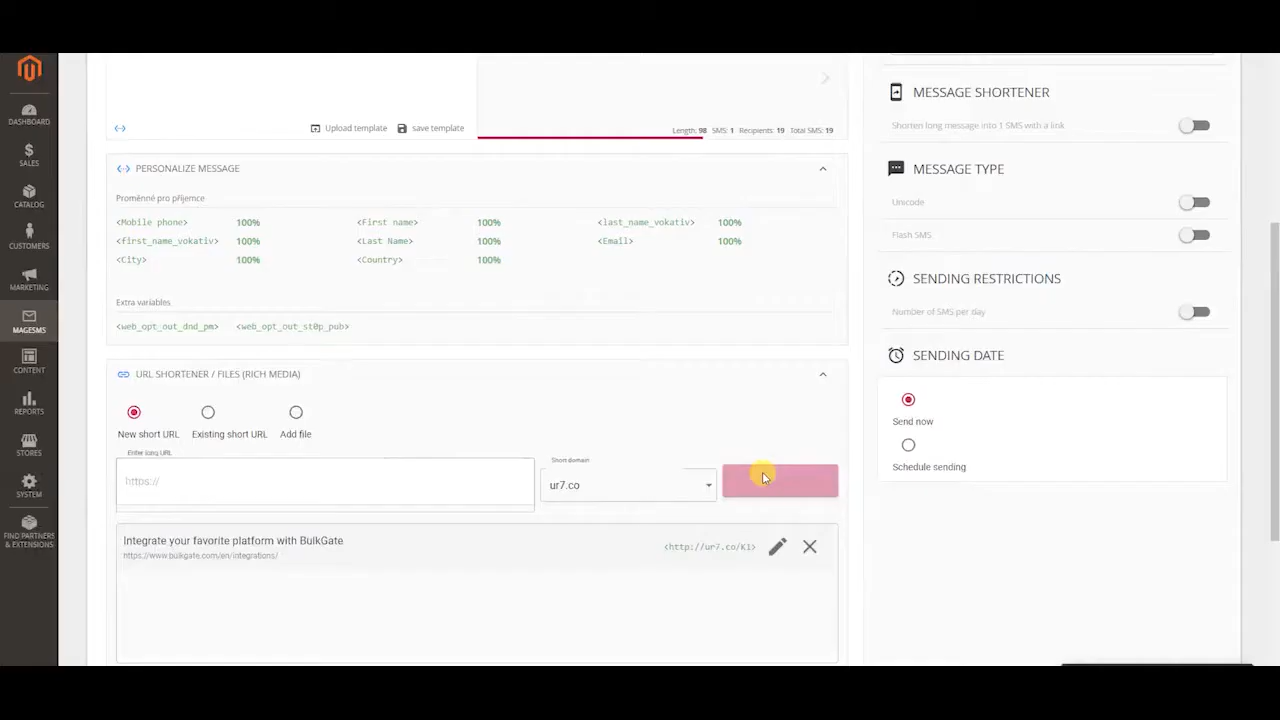 DASHBOARD
SALES
CATALOG
CUSTOMERS
MARKETING
MAGESMS
CONTENT
REPORTS
STORES
SYSTEM
FIND PARTNERS
& EXTENSIONS
Upload template save template
Length: 98 SMS: 1 Recipients: 19 Total SMS: 19
PERSONALIZE MESSAGE
Proměnné pro příjemce
<Mobile phone> 100% <First name> 100% <last_name_vokativ> 100%
<first_name_vokativ> 100% <Last Name> 100% <Email> 100%
<City> 100% <Country> 100%
Extra variables
<web_opt_out_dnd_pm> <web_opt_out_st@p_pub>
URL SHORTENER / FILES (RICH MEDIA)
New short URL Existing short URL Add file
Enter long URL
https://
Short domain
ur7.co
Integrate your favorite platform with BulkGate
https://www.bulkgate.com/en/integrations/
<http://ur7.co/K1>
MESSAGE SHORTENER
Shorten long message into 1 SMS with a link
MESSAGE TYPE
Unicode
Flash SMS
SENDING RESTRICTIONS
Number of SMS per day
SENDING DATE
Send now
Schedule sending